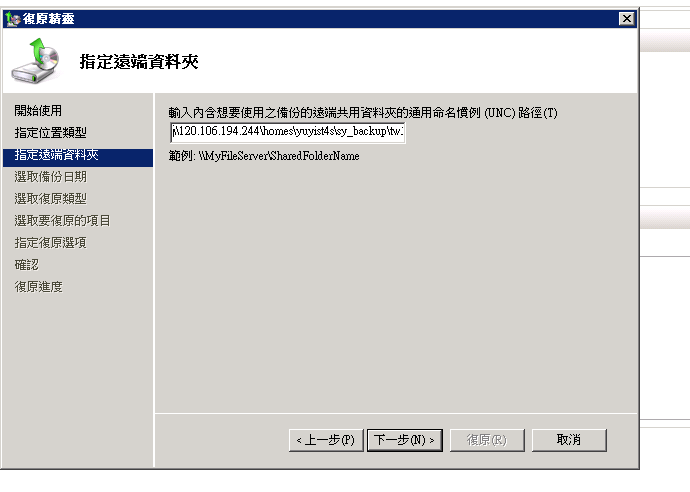 復原精靈
指定遠端資料夾
開始使用
指定位置類型
指定遠端資料夾
選取備份日期
選取復原類型
選取要復原的項目
指定復原選項
確認
復原進度
輸入內含想要使用之備份的遠端共用資料夾的通用命名慣例 (UNC) 路徑(T)
\\120.106.194.244\homes\yuyist4s\sy_backup\tw.
範例: \\MyFileServer\SharedFolderName
< 上一步(P)
下一步(N) >
復原(R)
取消